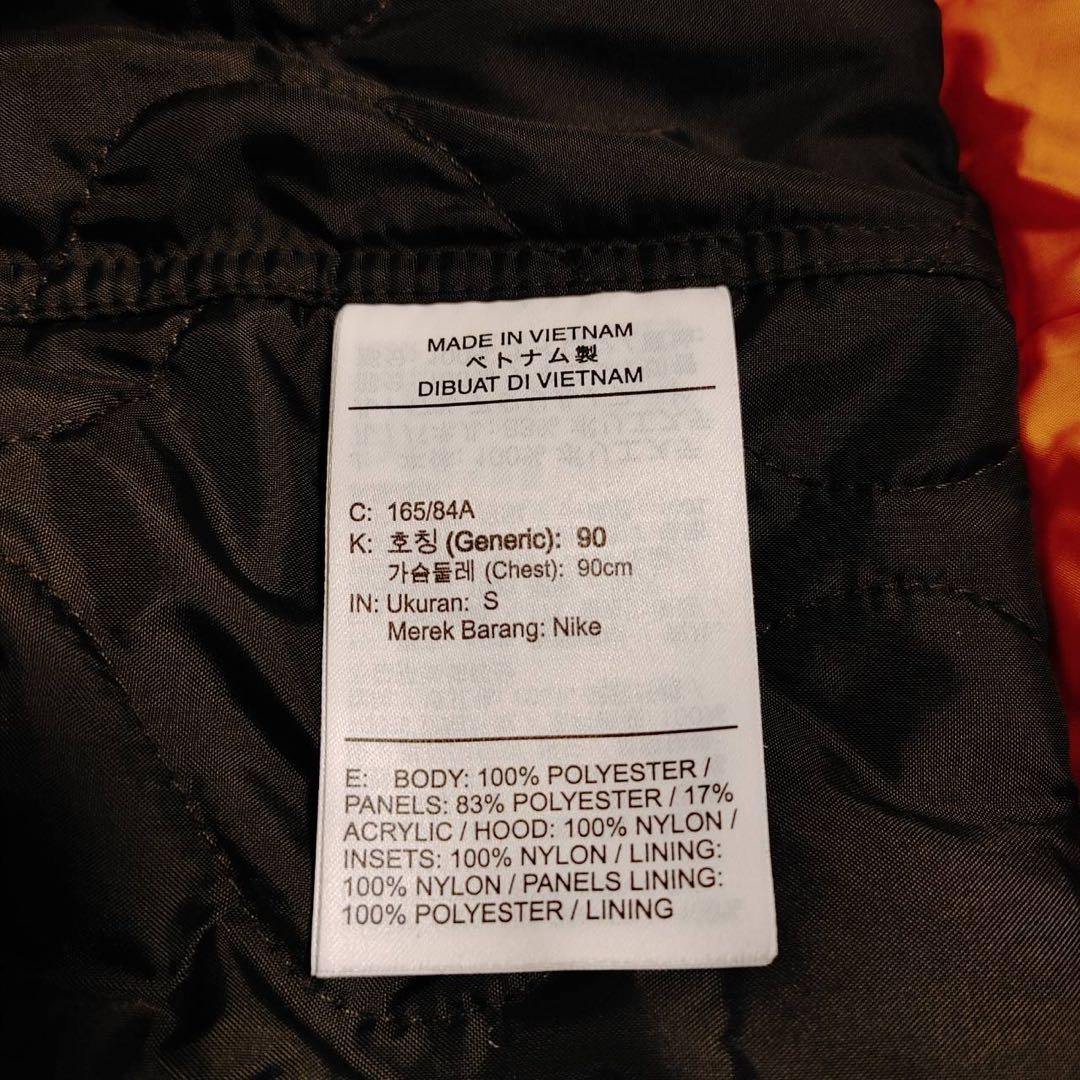 MADE IN VIETNAM
ベトナム製
DIBUAT DI VIETNAM
C: 165/84A
K: 호칭 (Generic): 90
가슴둘레 (Chest): 90cm
IN: Ukuran: S
Merek Barang: Nike
E: BODY: 100% POLYESTER /
PANELS: 83% POLYESTER / 17%
ACRYLIC / HOOD: 100% NYLON /
INSETS: 100% NYLON / LINING:
100% NYLON / PANELS LINING:
100% POLYESTER / LINING